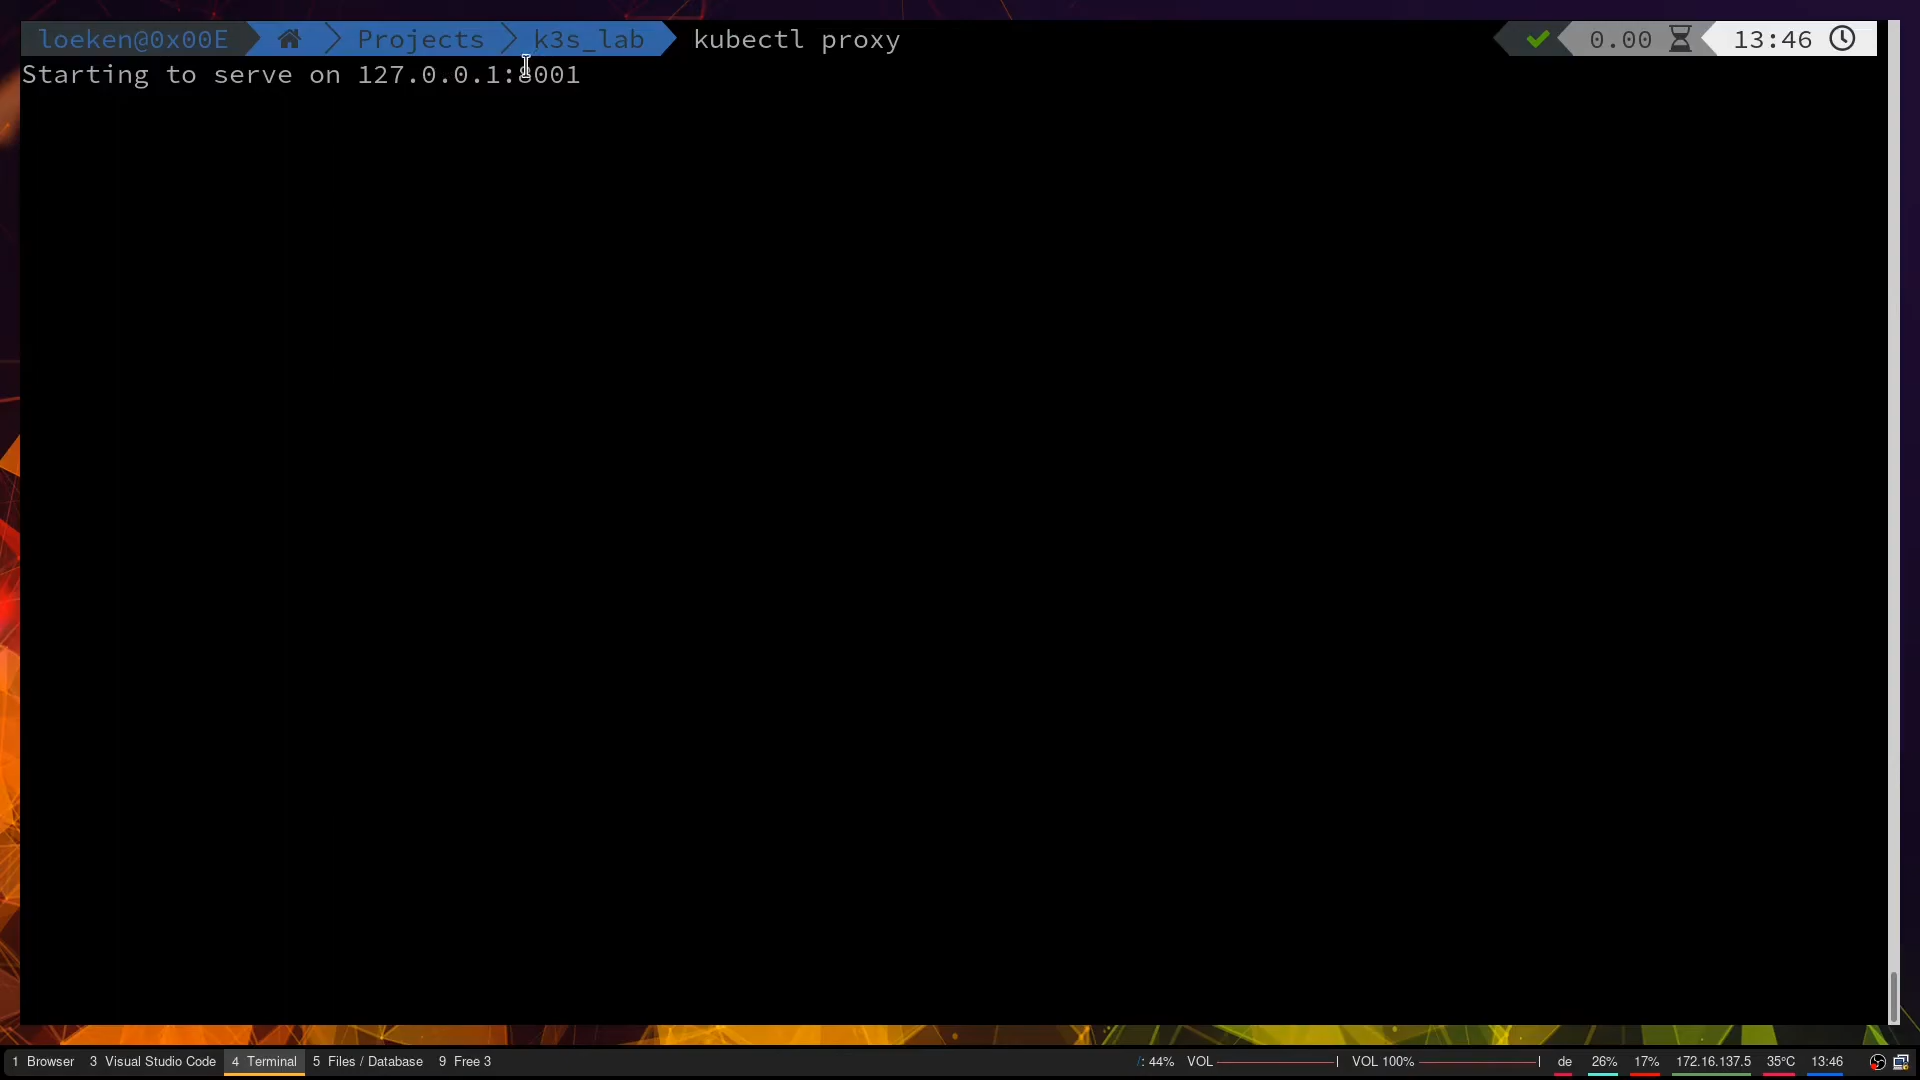 loeken@0x00E Projects k3s_lab kubectl proxy 0.00 13:46
Starting to serve on 127.0.0.1:8001
1 Browser 3 Visual Studio Code 4 Terminal 5 Files / Database 9 Free 3 /: 44% VOL VOL 100% de 26% 17% 172.16.137.5 35°C 13:46